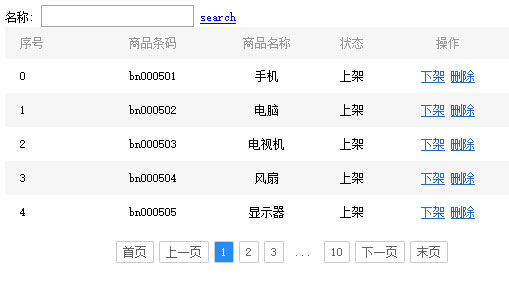 名称: search
序号 商品条码 商品名称 状态 操作
0 bn000501 手机 上架 下架 删除
1 bn000502 电脑 上架 下架 删除
2 bn000503 电视机 上架 下架 删除
3 bn000504 风扇 上架 下架 删除
4 bn000505 显示器 上架 下架 删除
首页 上一页 1 2 3 ... 10 下一页 末页